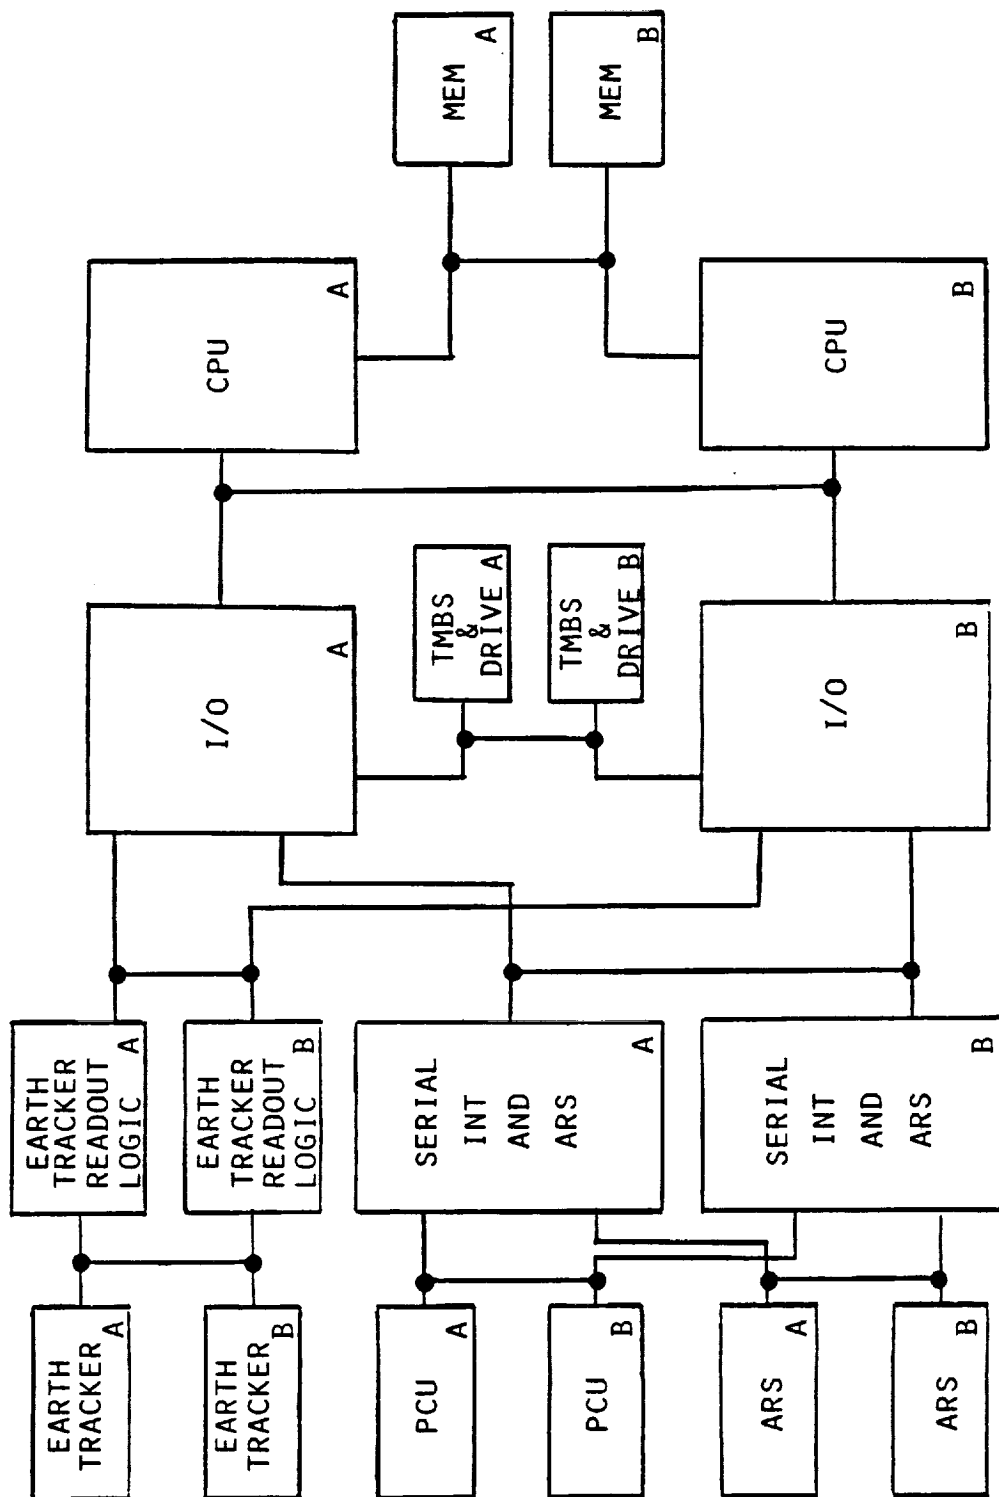 EARTH
TRACKER
A
EARTH
TRACKER
B
PCU
A
PCU
B
ARS
A
ARS
B
EARTH
TRACKER
READOUT
LOGIC A
EARTH
TRACKER
READOUT
LOGIC B
SERIAL
INT
AND
ARS
A
SERIAL
INT
AND
ARS
B
I/O
A
TMBS
&
DRIVE A
TMBS
&
DRIVE B
I/O
B
CPU
A
CPU
B
MEM
A
MEM
B